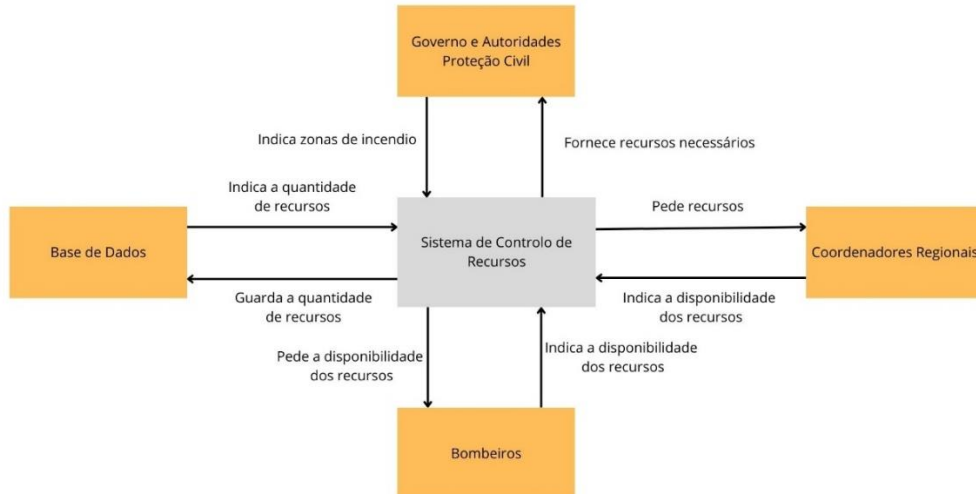 Governo e Autoridades
Proteção Civil
Indica zonas de incendio
Fornece recursos necessários
Indica a quantidade
de recursos
Pede recursos
Base de Dados
Sistema de Controlo de
Recursos
Coordenadores Regionais
Guarda a quantidade
de recursos
Indica a disponibilidade
dos recursos
Pede a disponibilidade
dos recursos
Indica a disponibilidade
dos recursos
Bombeiros